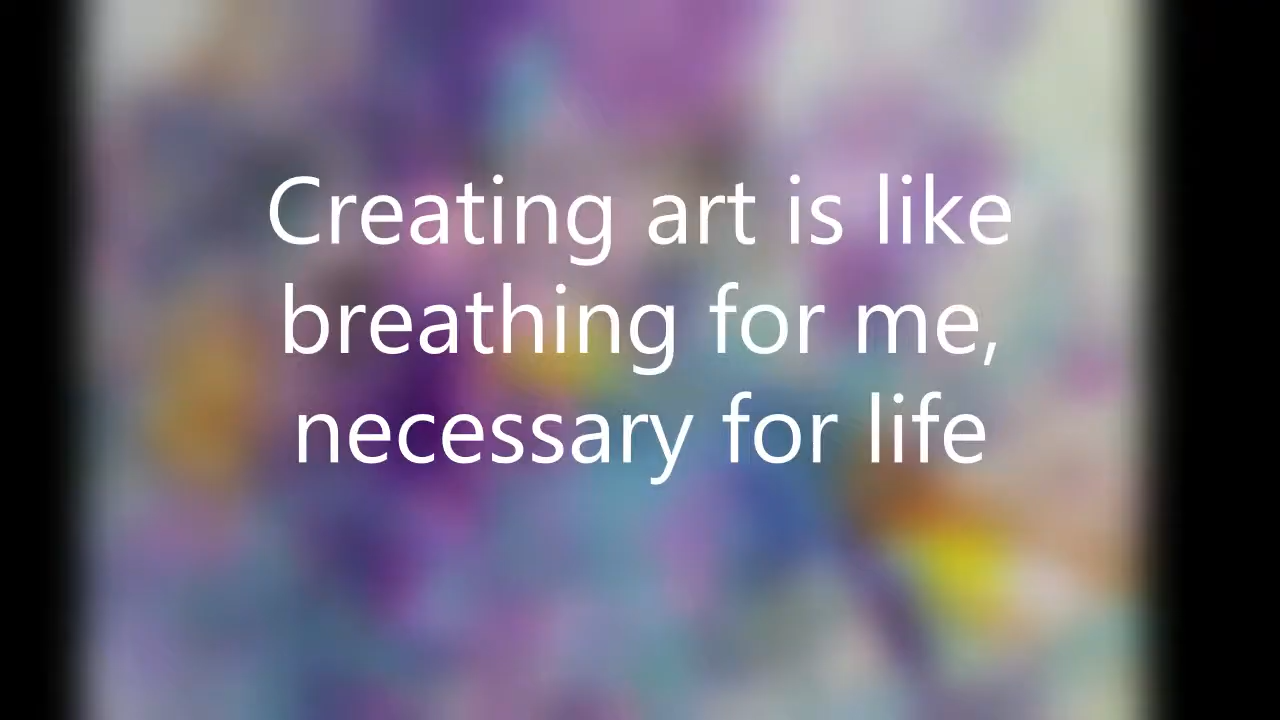 Creating art is like
breathing for me,
necessary for life